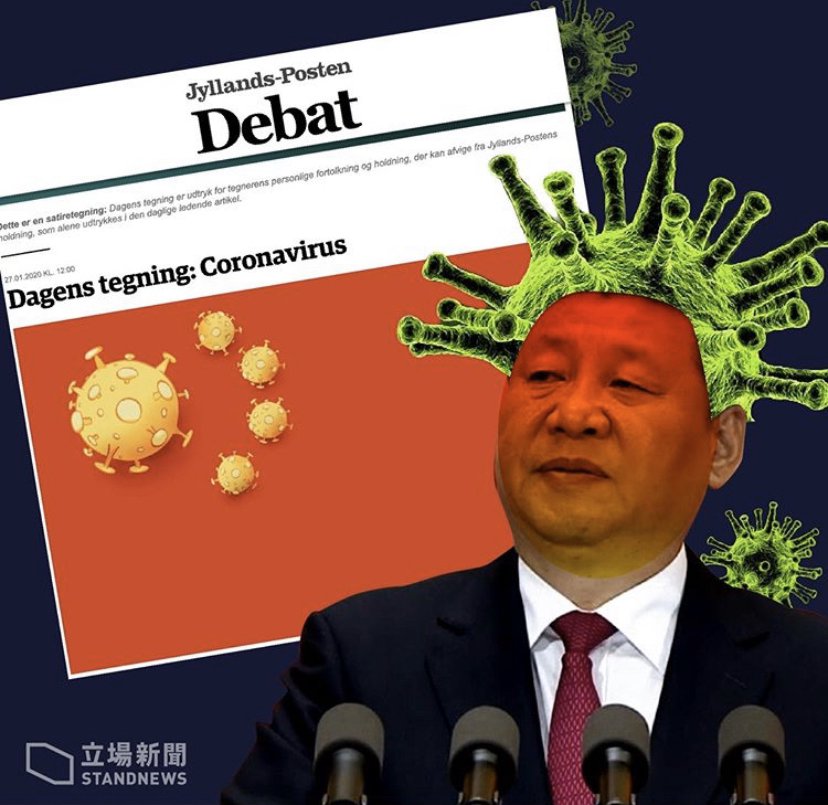 Jyllands-Posten
Debat
Dette er en satiretegning: Dagens tegning er udtryk for tegnerens personlige fortolkning og holdning, der kan afvige fra Jyllands-Postens
holdning, som alene udtrykkes i den daglige ledende artikel.
27.01.2020 KL. 12:00
Dagens tegning: Coronavirus
立場新聞
STANDNEWS